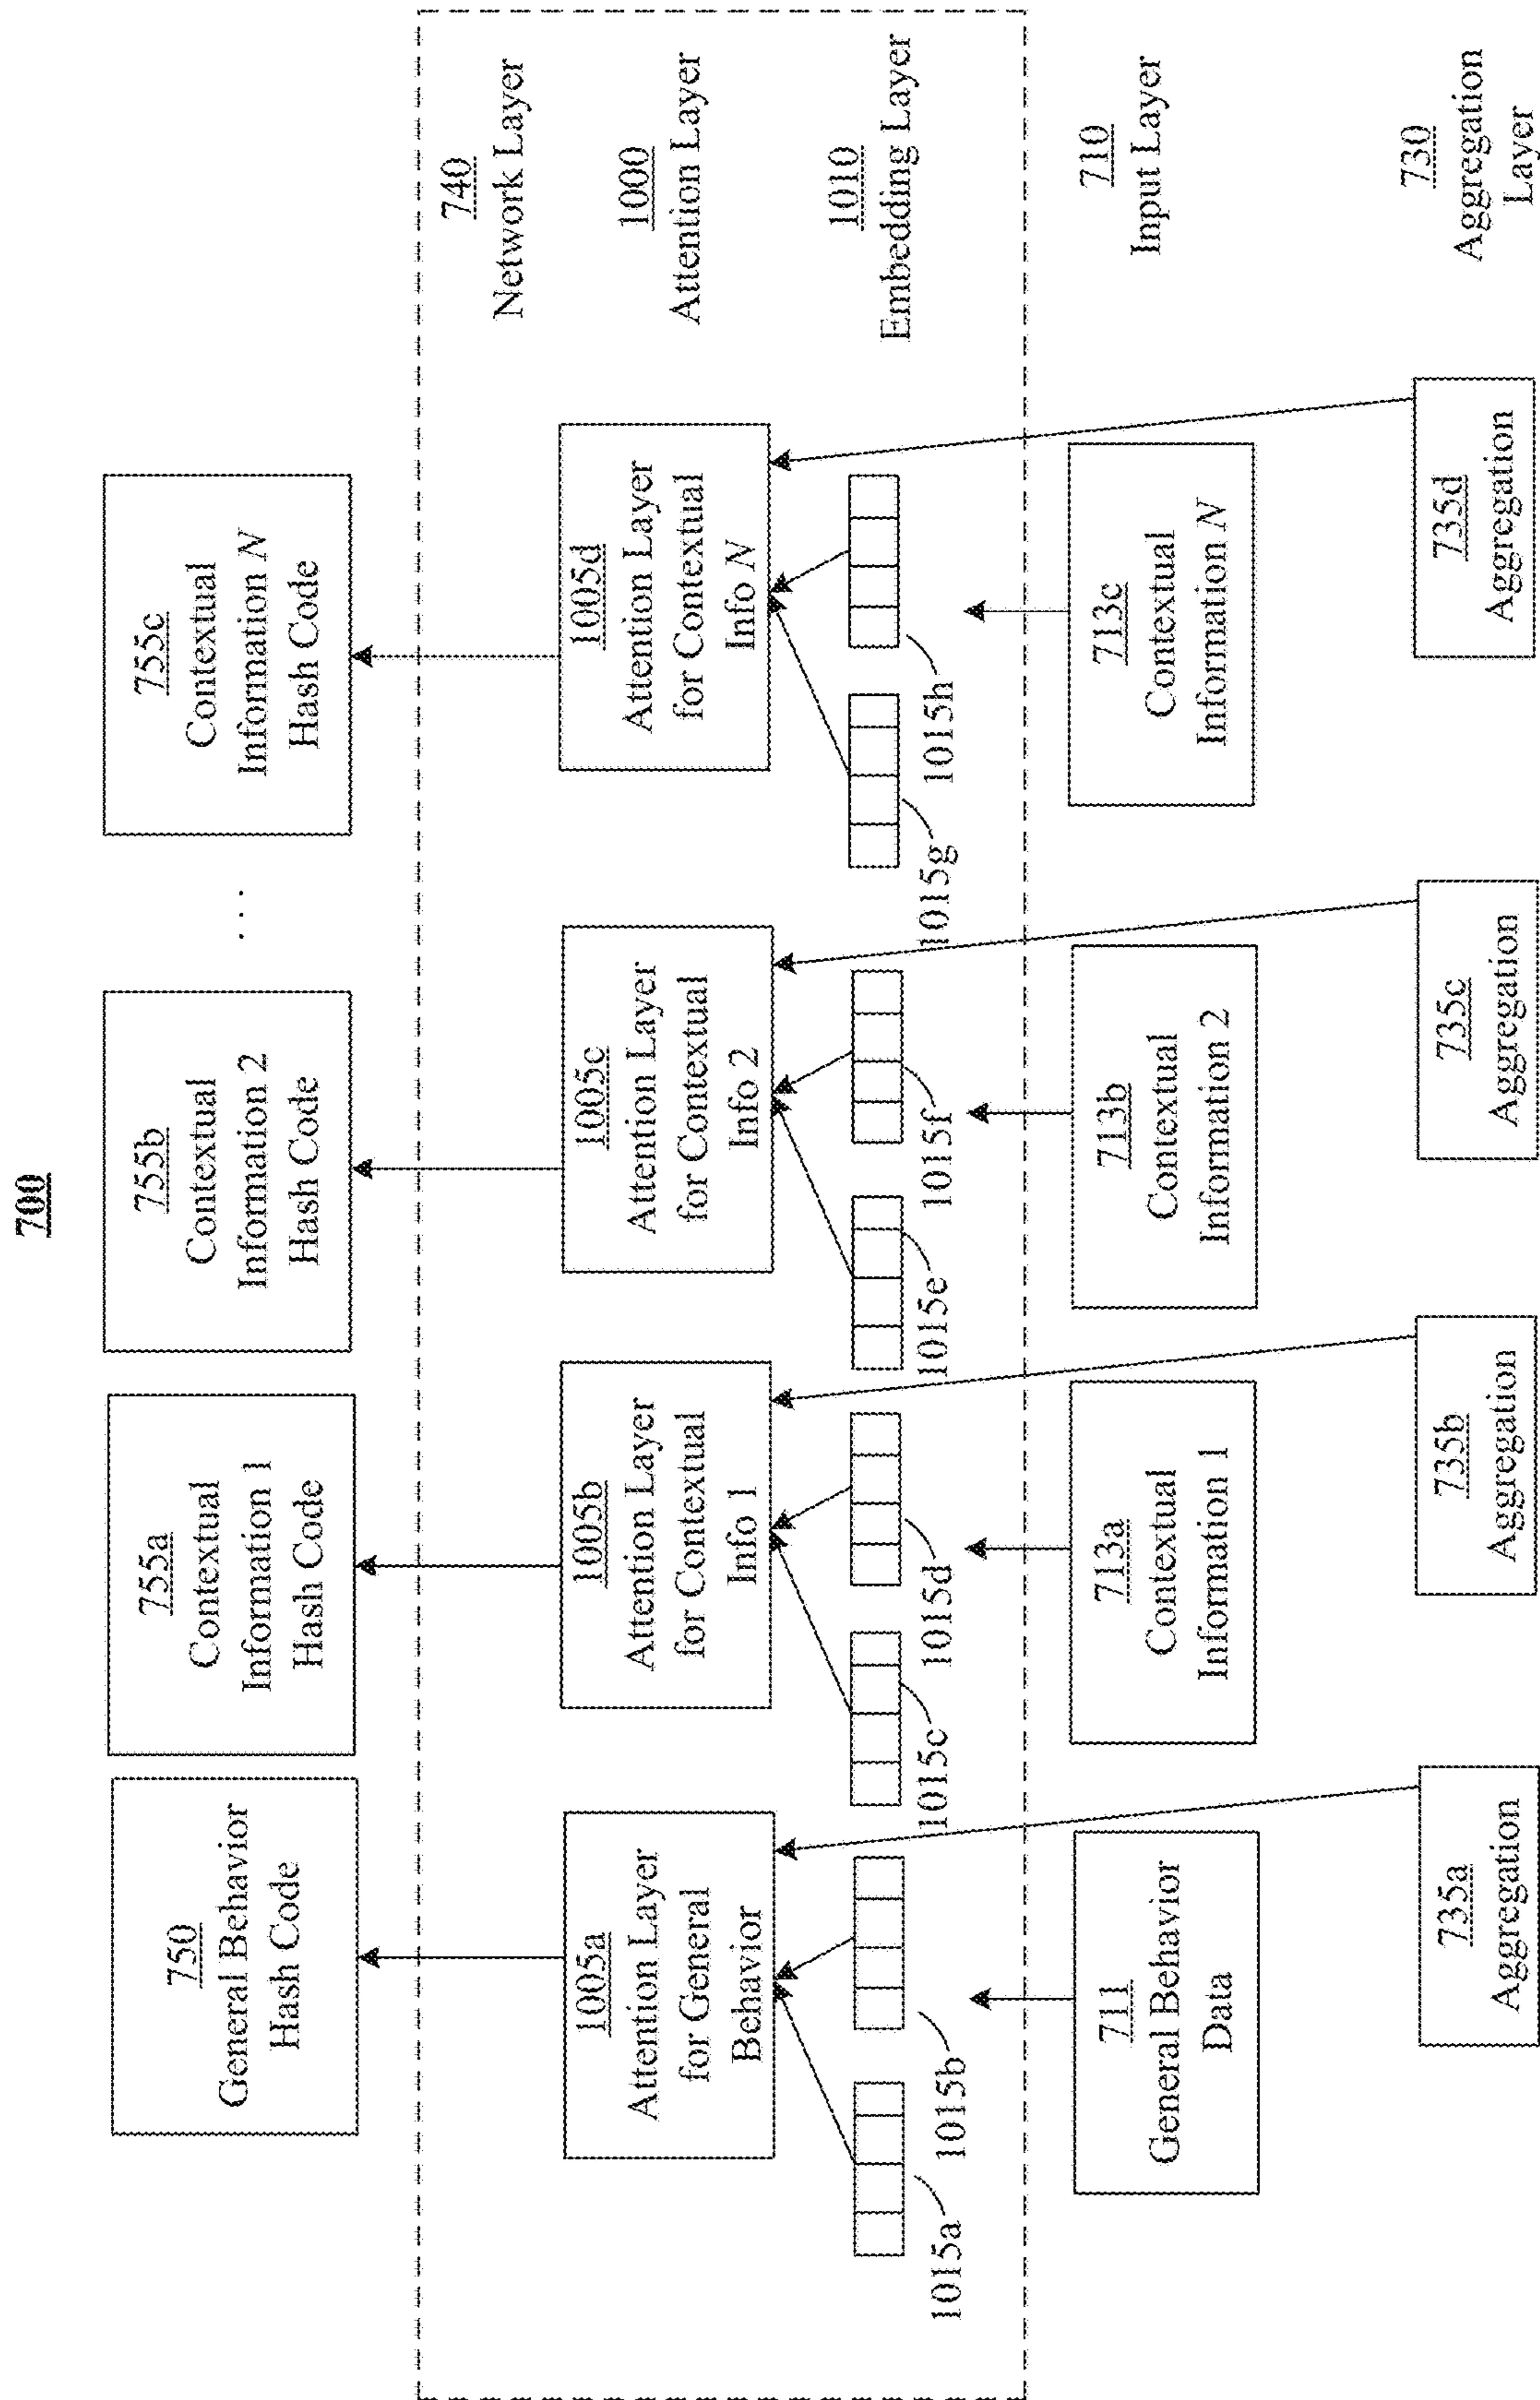 700
750
General Behavior
Hash Code
755a
Contextual
Information 1
Hash Code
755b
Contextual
Information 2
Hash Code
...
755c
Contextual
Information N
Hash Code
740
Network Layer
1005a
Attention Layer
for General
Behavior
1005b
Attention Layer
for Contextual
Info 1
1005c
Attention Layer
for Contextual
Info 2
1005d
Attention Layer
for Contextual
Info N
1000
Attention Layer
1015a
1015b
1015c
1015d
1015e
1015f
1015g
1015h
1010
Embedding Layer
711
General Behavior
Data
713a
Contextual
Information 1
713b
Contextual
Information 2
713c
Contextual
Information N
710
Input Layer
735a
Aggregation
735b
Aggregation
735c
Aggregation
735d
Aggregation
730
Aggregation
Layer